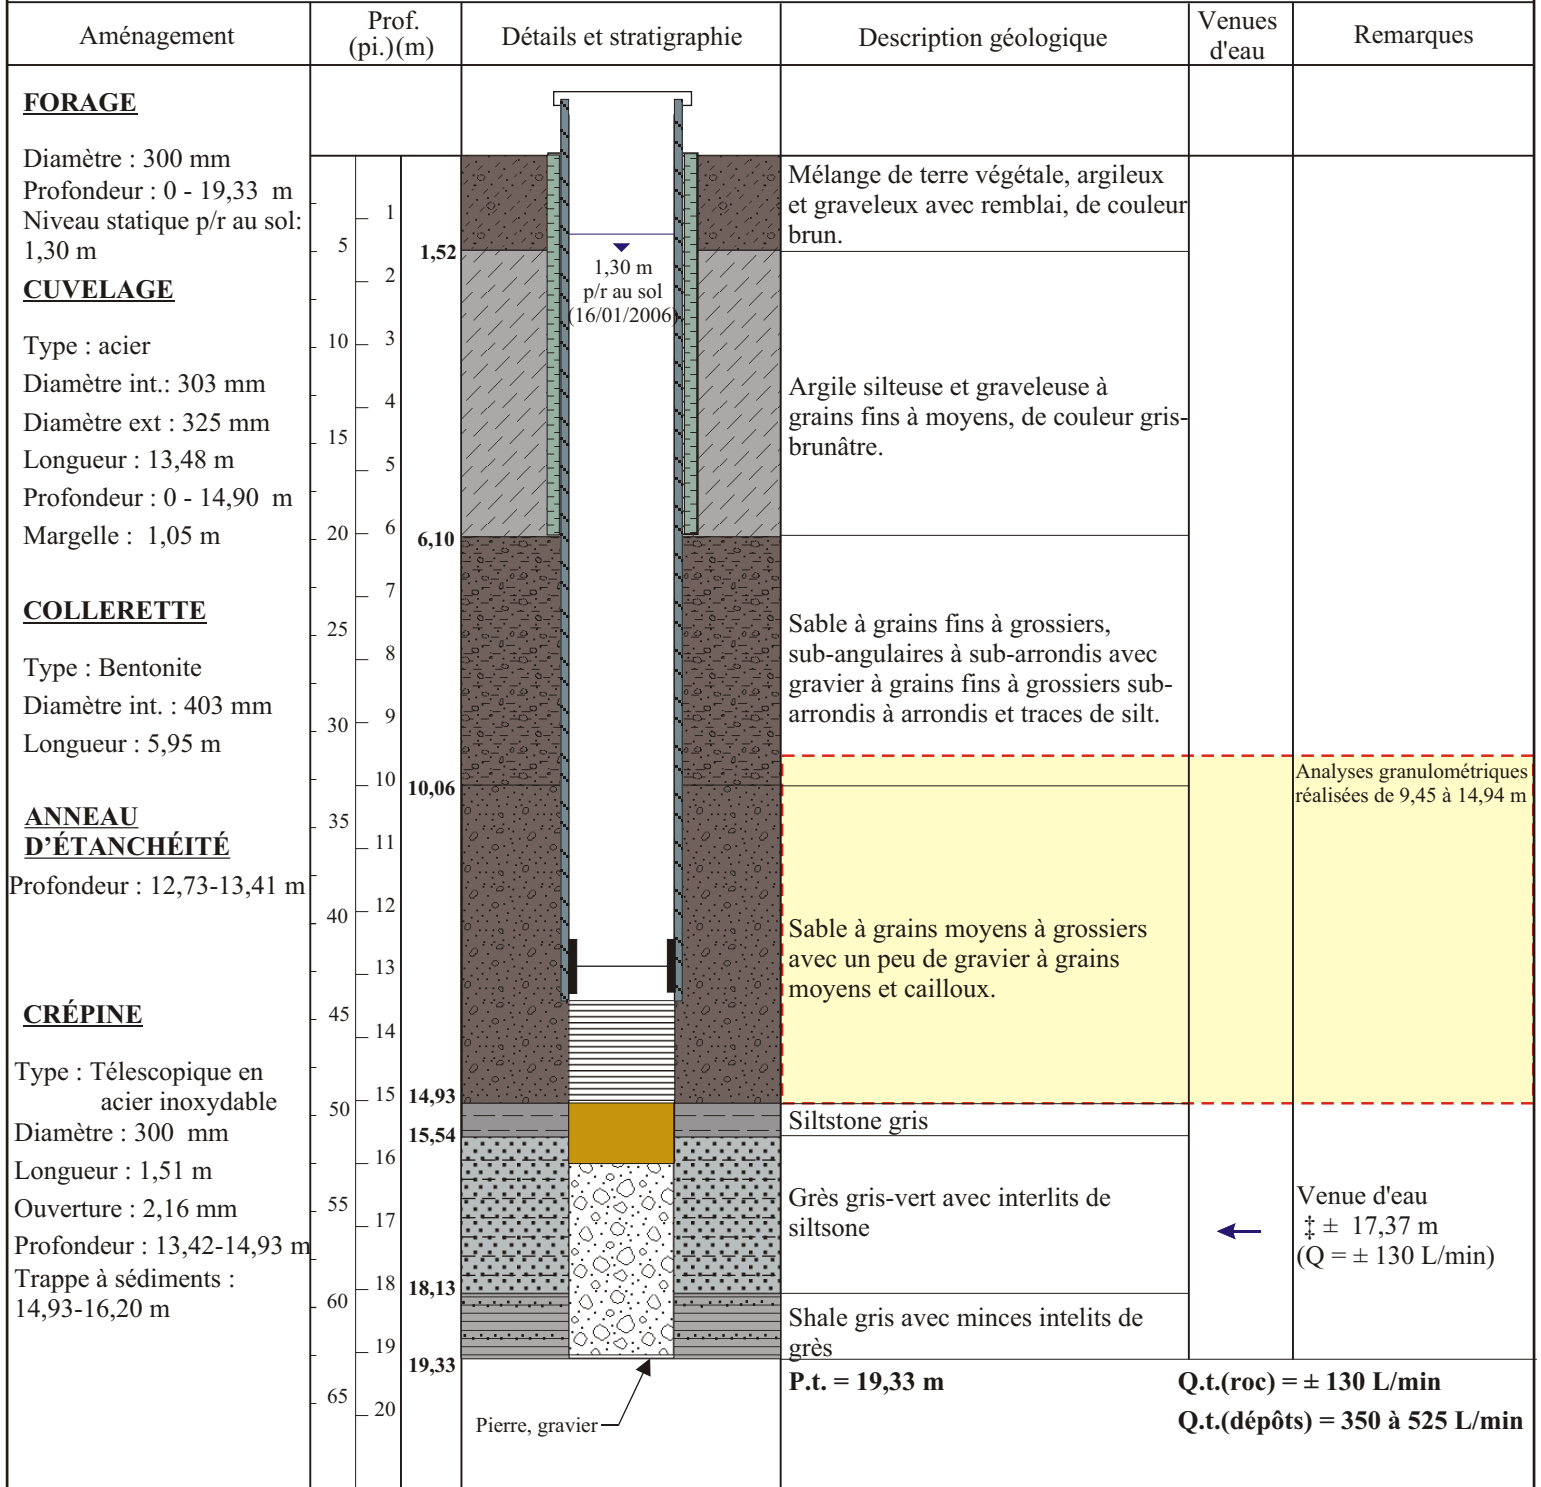 Aménagement
Prof.
(pi.)(m)
Détails et stratigraphie
Description géologique
Venues
d'eau
Remarques
FORAGE
Diamètre : 300 mm
Profondeur : 0 - 19,33 m
Niveau statique p/r au sol:
1,30 m
CUVELAGE
Type : acier
Diamètre int.: 303 mm
Diamètre ext : 325 mm
Longueur : 13,48 m
Profondeur : 0 - 14,90 m
Margelle : 1,05 m
COLLERETTE
Type : Bentonite
Diamètre int. : 403 mm
Longueur : 5,95 m
ANNEAU
D’ÉTANCHÉITÉ
Profondeur : 12,73-13,41 m
CRÉPINE
Type : Télescopique en
acier inoxydable
Diamètre : 300 mm
Longueur : 1,51 m
Ouverture : 2,16 mm
Profondeur : 13,42-14,93 m
Trappe à sédiments :
14,93-16,20 m
5
10
15
20
25
30
35
40
45
50
55
60
65
1
2
3
4
5
6
7
8
9
10
11
12
13
14
15
16
17
18
19
20
1,52
6,10
10,06
14,93
15,54
18,13
19,33
1,30 m
p/r au sol
(16/01/2006)
Pierre, gravier
Mélange de terre végétale, argileux
et graveleux avec remblai, de couleur
brun.
Argile silteuse et graveleuse à
grains fins à moyens, de couleur gris-
brunâtre.
Sable à grains fins à grossiers,
sub-angulaires à sub-arrondis avec
gravier à grains fins à grossiers sub-
arrondis à arrondis et traces de silt.
Sable à grains moyens à grossiers
avec un peu de gravier à grains
moyens et cailloux.
Siltstone gris
Grès gris-vert avec interlits de
siltsone
Shale gris avec minces intelits de
grès
Analyses granulométriques
réalisées de 9,45 à 14,94 m
Venue d'eau
‡ ± 17,37 m
(Q = ± 130 L/min)
P.t. = 19,33 m
Q.t.(roc) = ± 130 L/min
Q.t.(dépôts) = 350 à 525 L/min